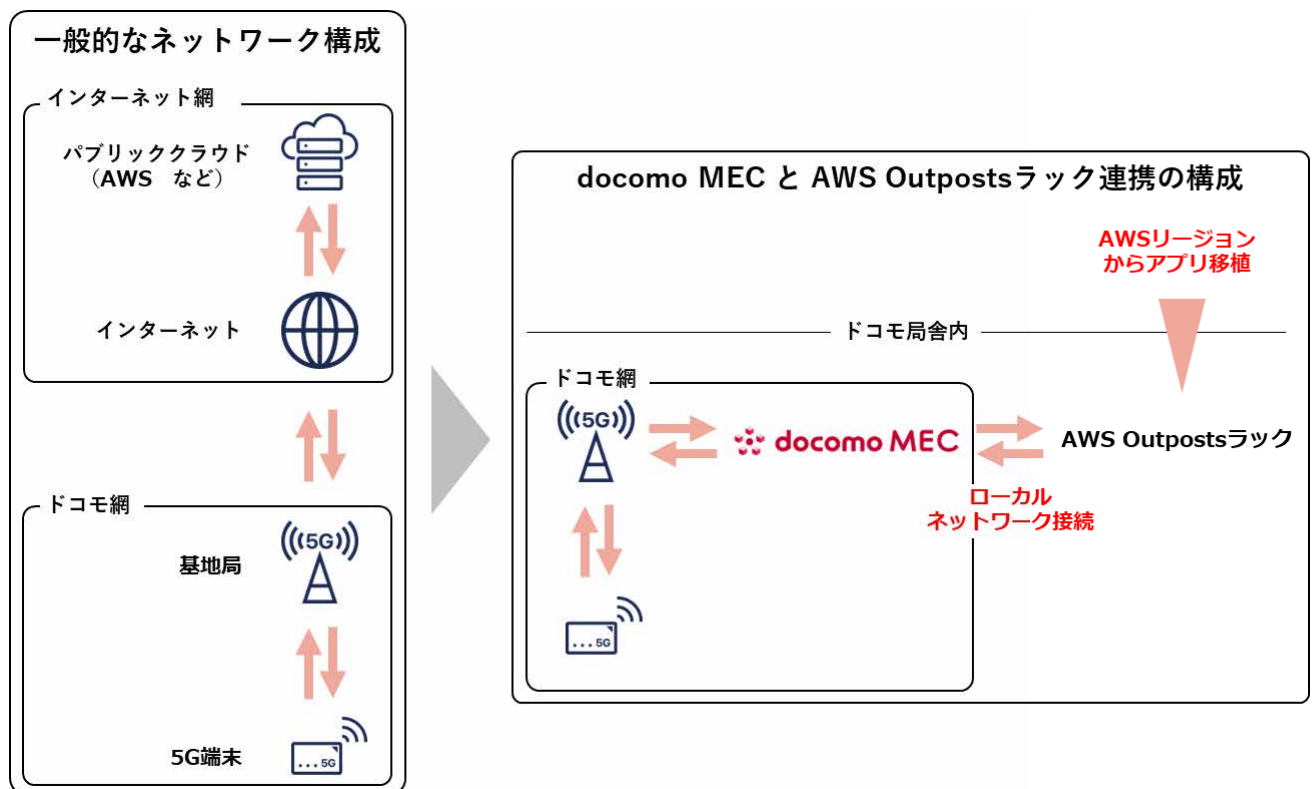 一般的なネットワーク構成
インターネット網
パブリッククラウド
（AWS　など）
インターネット
ドコモ網
((5G))
基地局
5G端末
...5G
docomo MEC と AWS Outpostsラック連携の構成
AWSリージョン
からアプリ移植
ドコモ局舎内
ドコモ網
((5G))
docomo MEC
AWS Outpostsラック
ローカル
ネットワーク接続
...5G